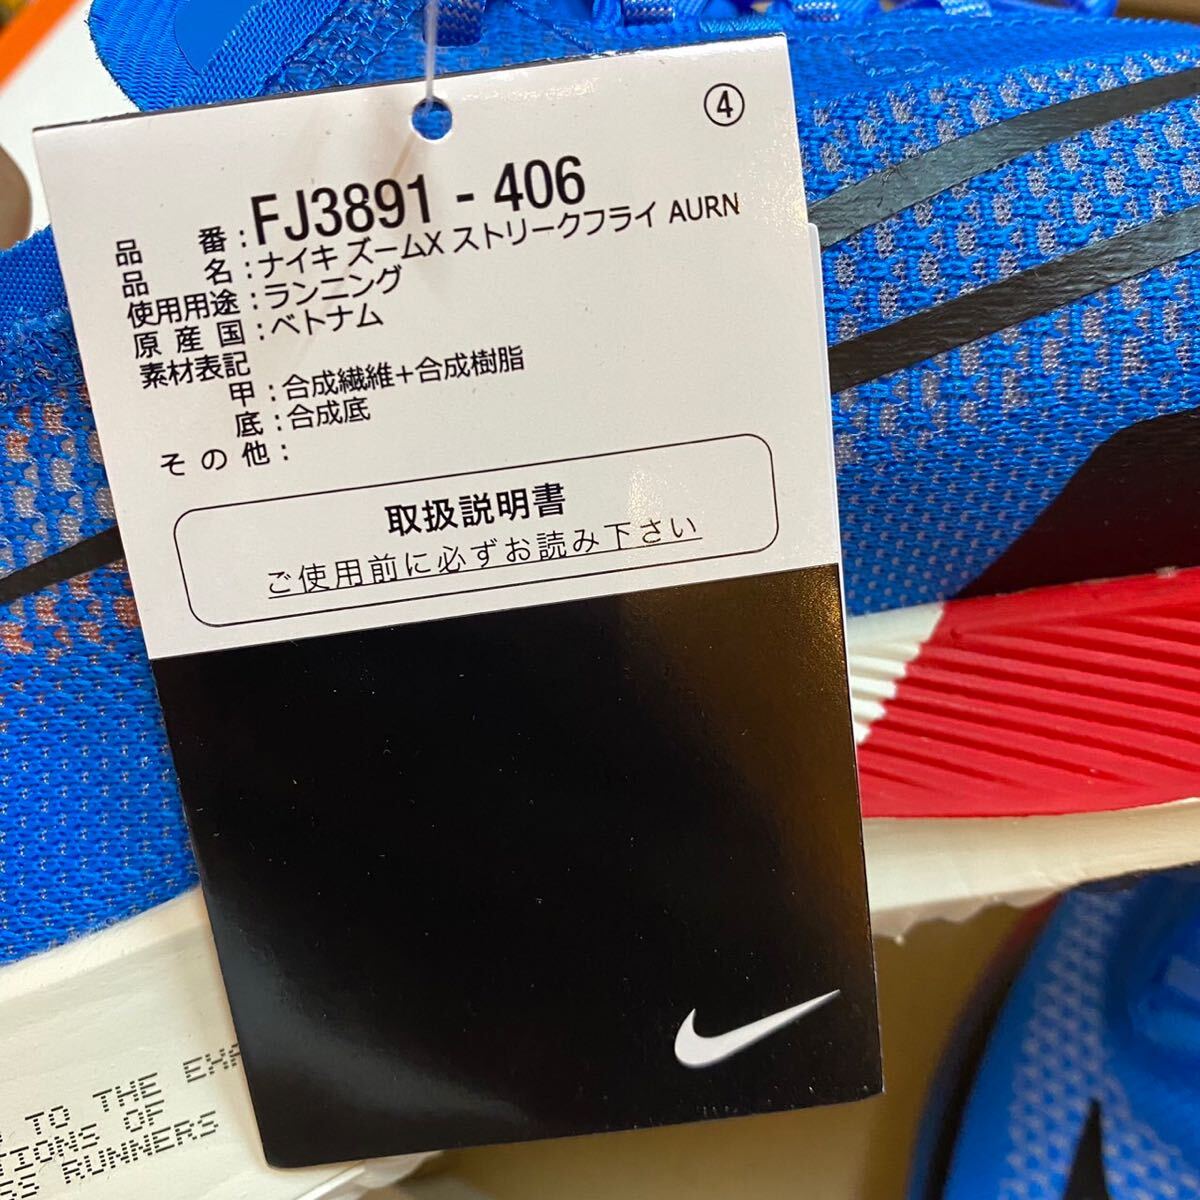 ④
品番：FJ3891 - 406
品名：ナイキ ズームX ストリークフライ AURN
使用用途：ランニング
原産国：ベトナム
素材表記
甲：合成繊維+合成樹脂
底：合成底
その他：
取扱説明書
ご使用前に必ずお読み下さい
TO THE
OF
RUNNERS